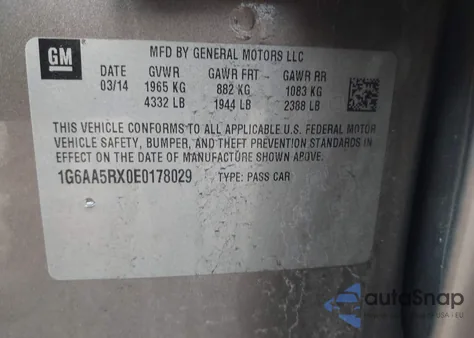 GM
MFD BY GENERAL MOTORS LLC
DATE GVWR GAWR FRT GAWR RR
03/14 1965 KG 882 KG 1083 KG
4332 LB 1944 LB 2388 LB
THIS VEHICLE CONFORMS TO ALL APPLICABLE U.S. FEDERAL MOTOR
VEHICLE SAFETY, BUMPER, AND THEFT PREVENTION STANDARDS IN
EFFECT ON THE DATE OF MANUFACTURE SHOWN ABOVE.
1G6AA5RX0E0178029 TYPE: PASS CAR
autoSnap